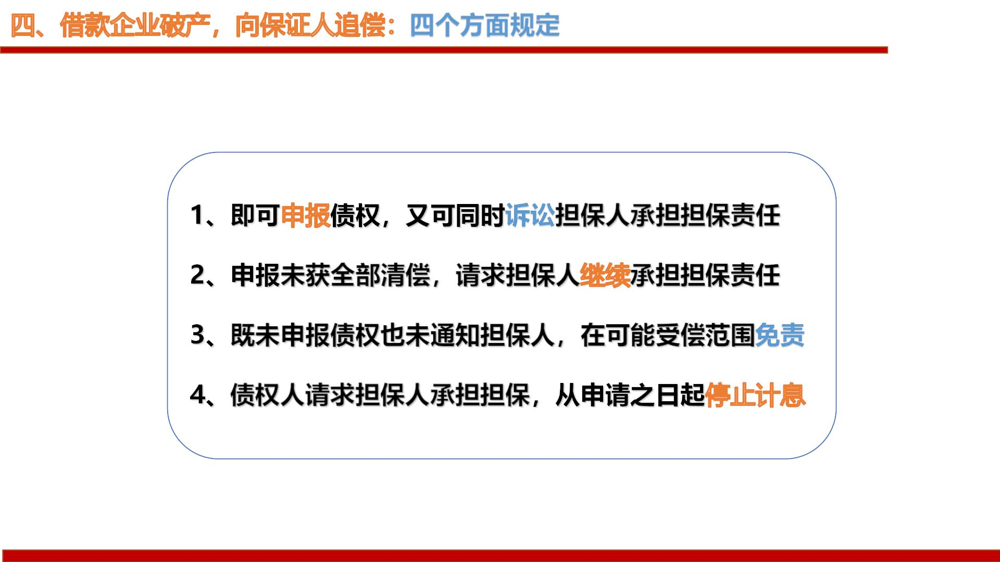 四、借款企业破产，向保证人追偿：四个方面规定
1、即可申报债权，又可同时诉讼担保人承担担保责任
2、申报未获全部清偿，请求担保人继续承担担保责任
3、既未申报债权也未通知担保人，在可能受偿范围免责
4、债权人请求担保人承担担保，从申请之日起停止计息